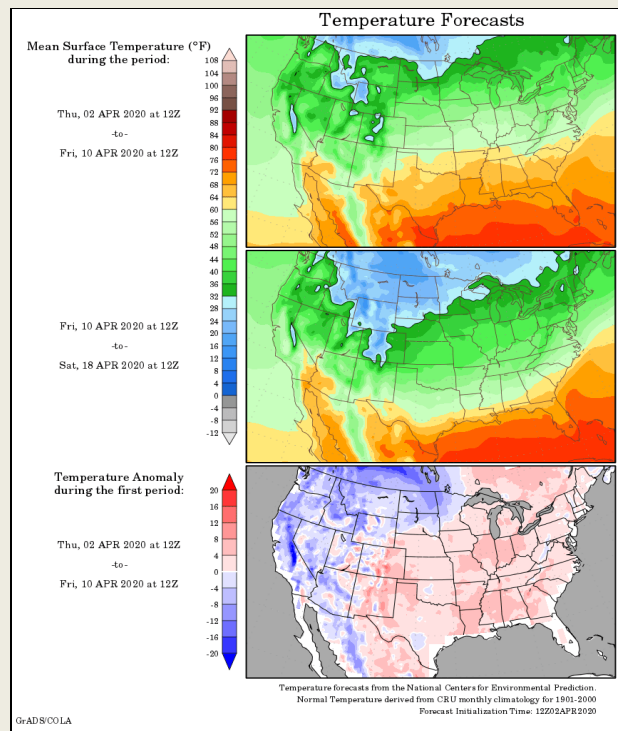 Temperature Forecasts
Mean Surface Temperature (°F)
during the period:
Thu, 02 APR 2020 at 12Z
-to-
Fri, 10 APR 2020 at 12Z
108
104
100
96
92
88
84
80
76
72
68
64
60
56
52
48
44
40
36
32
30
28
25
20
15
10
8
4
0
-4
-8
-12
Fri, 10 APR 2020 at 12Z
-to-
Sat, 18 APR 2020 at 12Z
Temperature Anomaly
during the first period:
Thu, 02 APR 2020 at 12Z
-to-
Fri, 10 APR 2020 at 12Z
20
16
12
8
4
0
-4
-8
-12
-16
-20
Temperature forecasts from the National Centers for Environmental Prediction.
Normal Temperature derived from CRU monthly climatology for 1901-2000
Forecast Initialization Time: 12Z02APR2020
GrADS/COLA